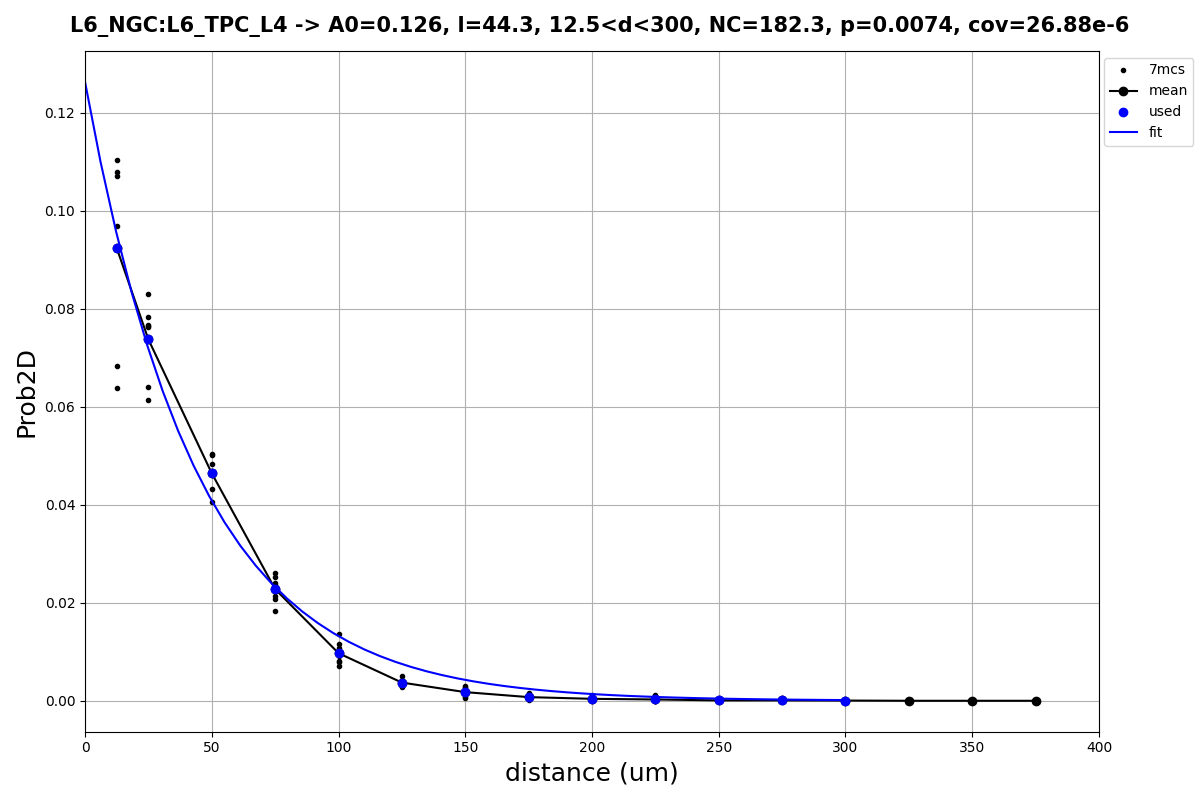 L6_NGC:L6_TPC_L4 -> A0=0.126, l=44.3, 12.5<d<300, NC=182.3, p=0.0074, cov=26.88e-6
7mcs
mean
used
fit
0.12
0.10
0.08
0.06
0.04
0.02
0.00
Prob2D
0 50 100 150 200 250 300 350 400
distance (um)